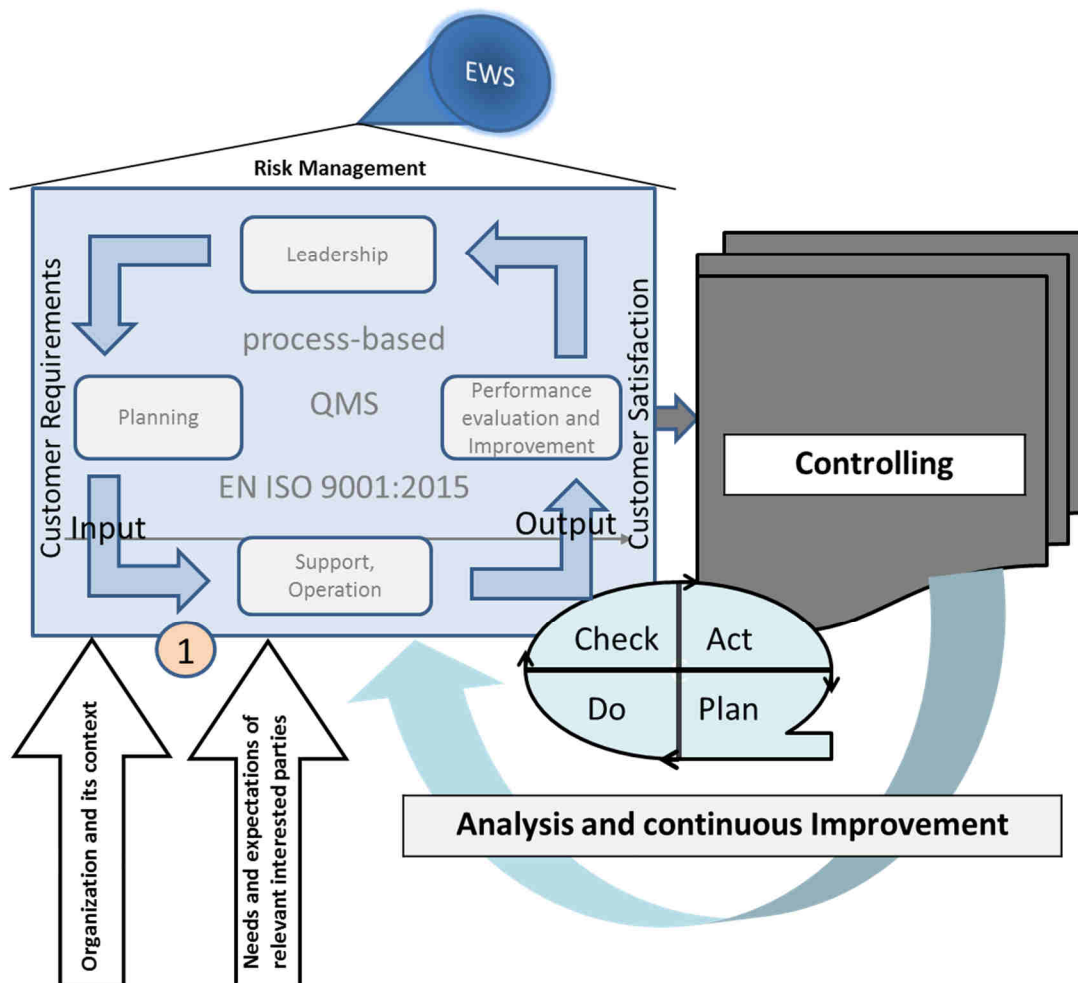 EWS
Risk Management
Customer Requirements
Leadership
process-based
QMS
EN ISO 9001:2015
Planning
Performance
evaluation and
Improvement
Input
Output
Support,
Operation
Customer Satisfaction
Controlling
1
Check
Act
Do
Plan
Organization and its context
Needs and expectations of
relevant interested parties
Analysis and continuous Improvement